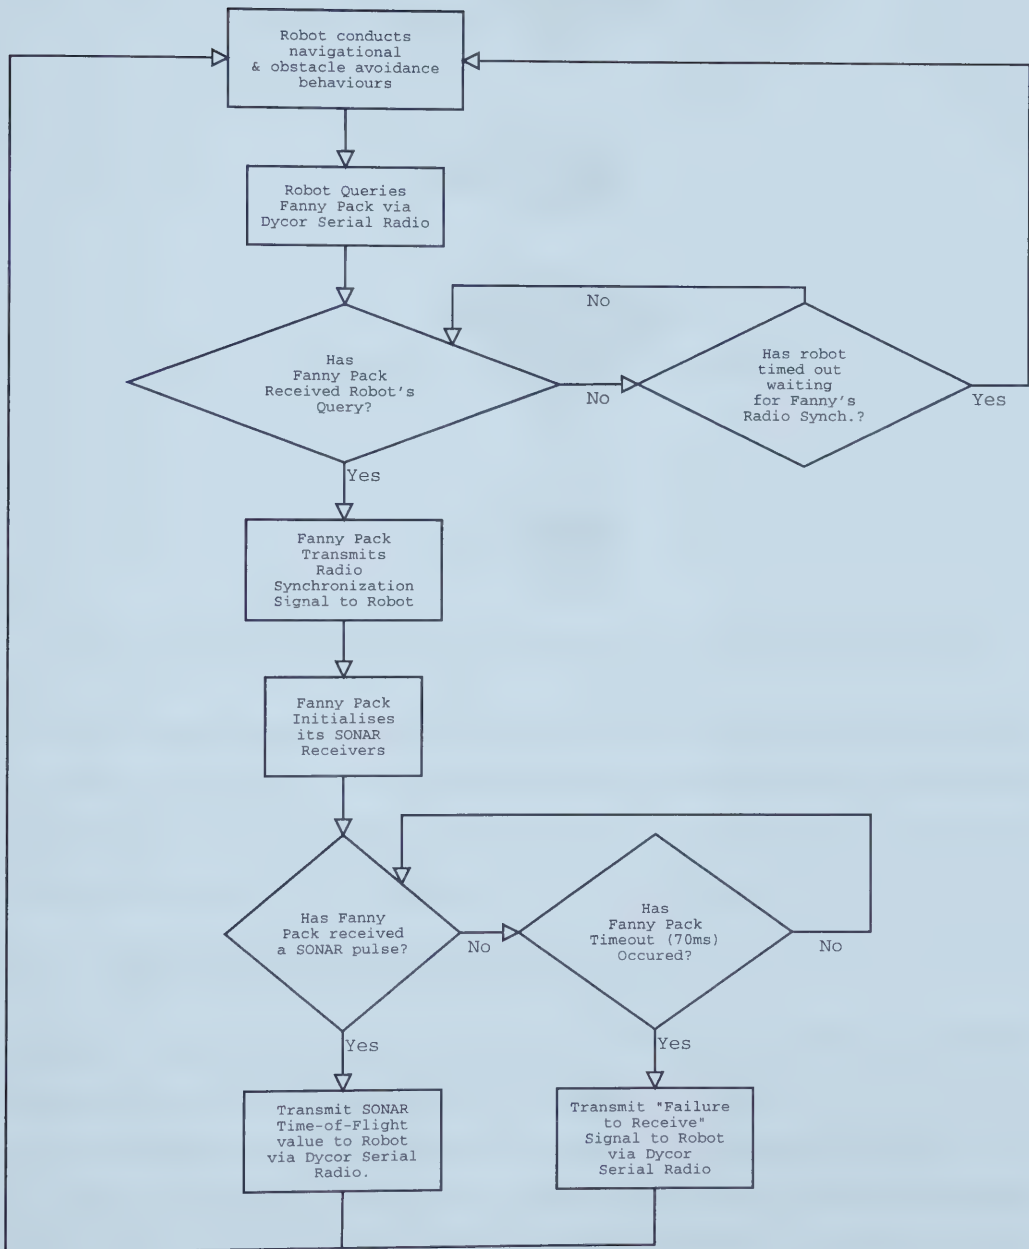 Robot conducts
navigational
& obstacle avoidance
behaviours
Robot Queries
Fanny Pack via
Dycor Serial Radio
No
Has
Fanny Pack
Received Robot's
Query?
No
Has robot
timed out
waiting
for Fanny's
Radio Synch.?
Yes
Yes
Fanny Pack
Transmits
Radio
Synchronization
Signal to Robot
Fanny Pack
Initialises
its SONAR
Receivers
Has Fanny
Pack received
a SONAR pulse?
No
Has
Fanny Pack
Timeout (70ms)
Occured?
No
Yes
Yes
Transmit SONAR
Time-of-Flight
value to Robot
via Dycor Serial
Radio.
Transmit "Failure
to Receive"
Signal to Robot
via Dycor
Serial Radio